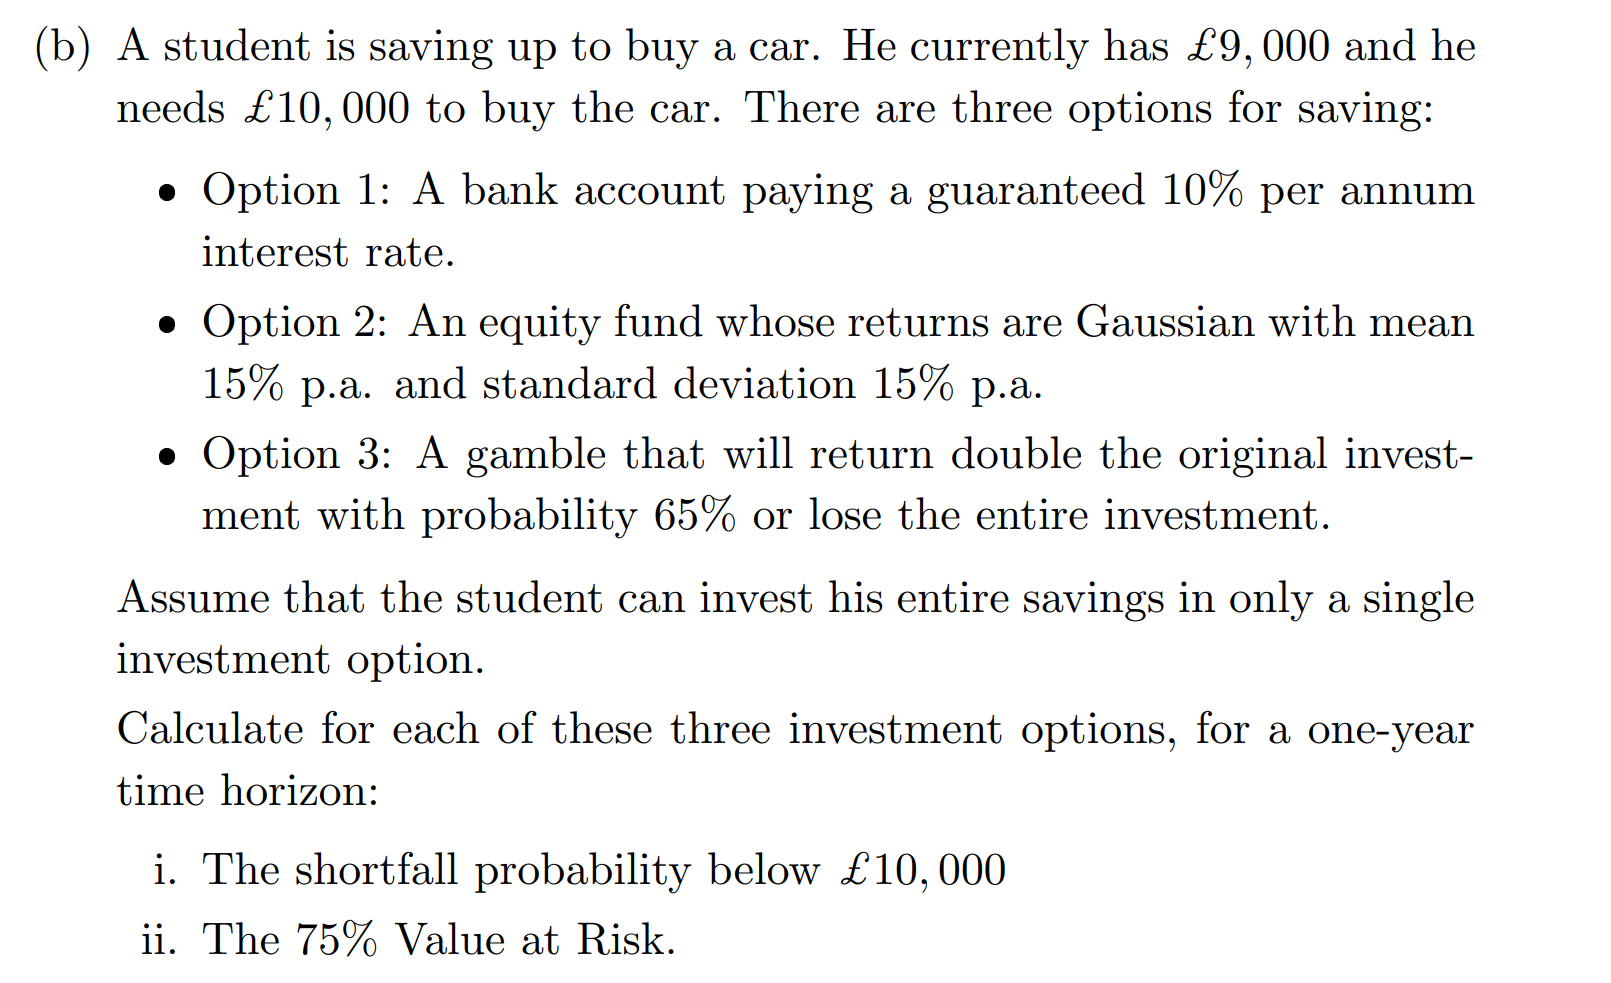 (b) A student is saving up to buy a car. He currently has £9,000 and he
needs £10,000 to buy the car. There are three options for saving:
• Option 1: A bank account paying a guaranteed 10% per annum
interest rate.
• Option 2: An equity fund whose returns are Gaussian with mean
15% p.a. and standard deviation 15% p.a.
• Option 3: A gamble that will return double the original invest-
ment with probability 65% or lose the entire investment.
Assume that the student can invest his entire savings in only a single
investment option.
Calculate for each of these three investment options, for a one-year
time horizon:
i. The shortfall probability below £10,000
ii. The 75% Value at Risk.